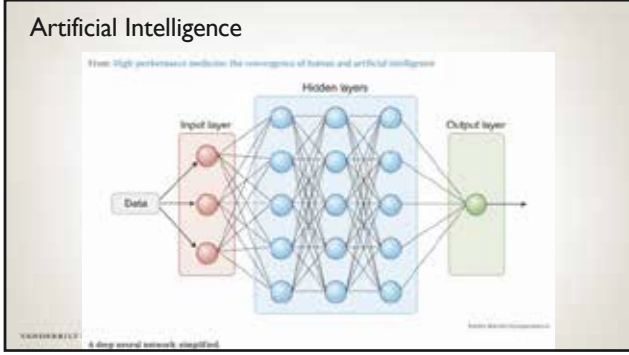 Artificial Intelligence
From: High-performance medicine: the convergence of human and artificial intelligence
Hidden layers
Input layer
Output layer
Data
VANDERBILT
A deep neural network, simplified.